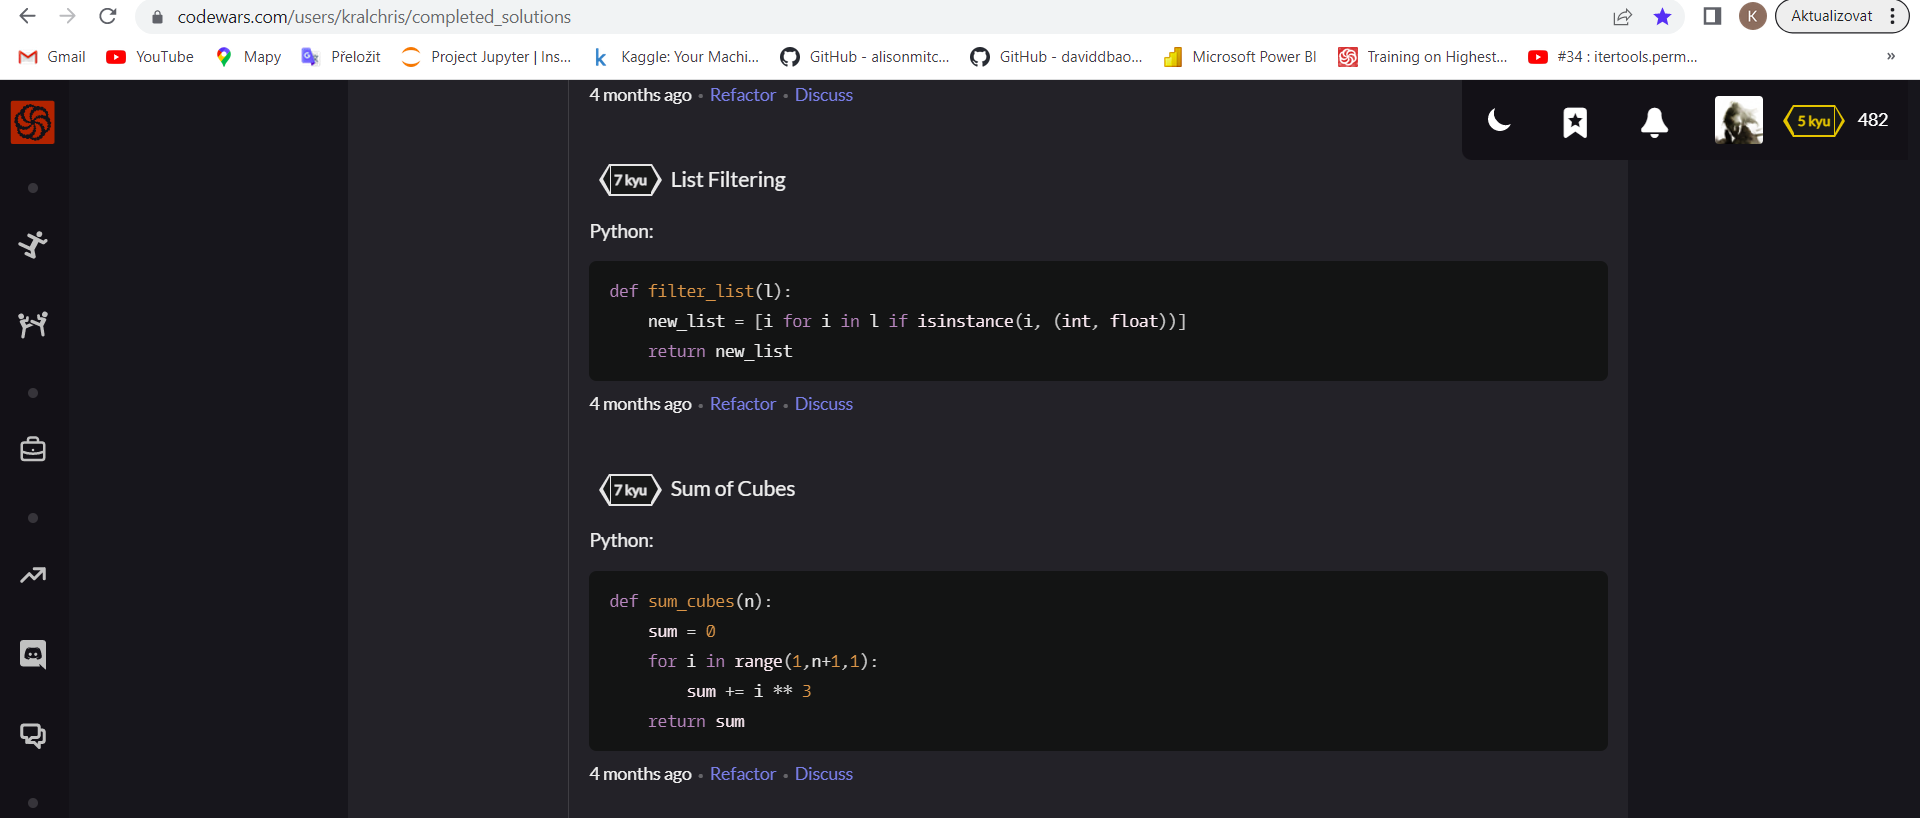 codewars.com/users/kralchris/completed_solutions
K
Aktualizovat
Gmail YouTube Mapy Přeložit Project Jupyter | Ins... Kaggle: Your Machi... GitHub - alisonmitc... GitHub - daviddbao... Microsoft Power BI Training on Highest... #34 : itertools.perm... »
4 months ago • Refactor • Discuss
5 kyu 482
7 kyu List Filtering
Python:
def filter_list(l):
    new_list = [i for i in l if isinstance(i, (int, float))]
    return new_list
4 months ago • Refactor • Discuss
7 kyu Sum of Cubes
Python:
def sum_cubes(n):
    sum = 0
    for i in range(1,n+1,1):
        sum += i ** 3
    return sum
4 months ago • Refactor • Discuss